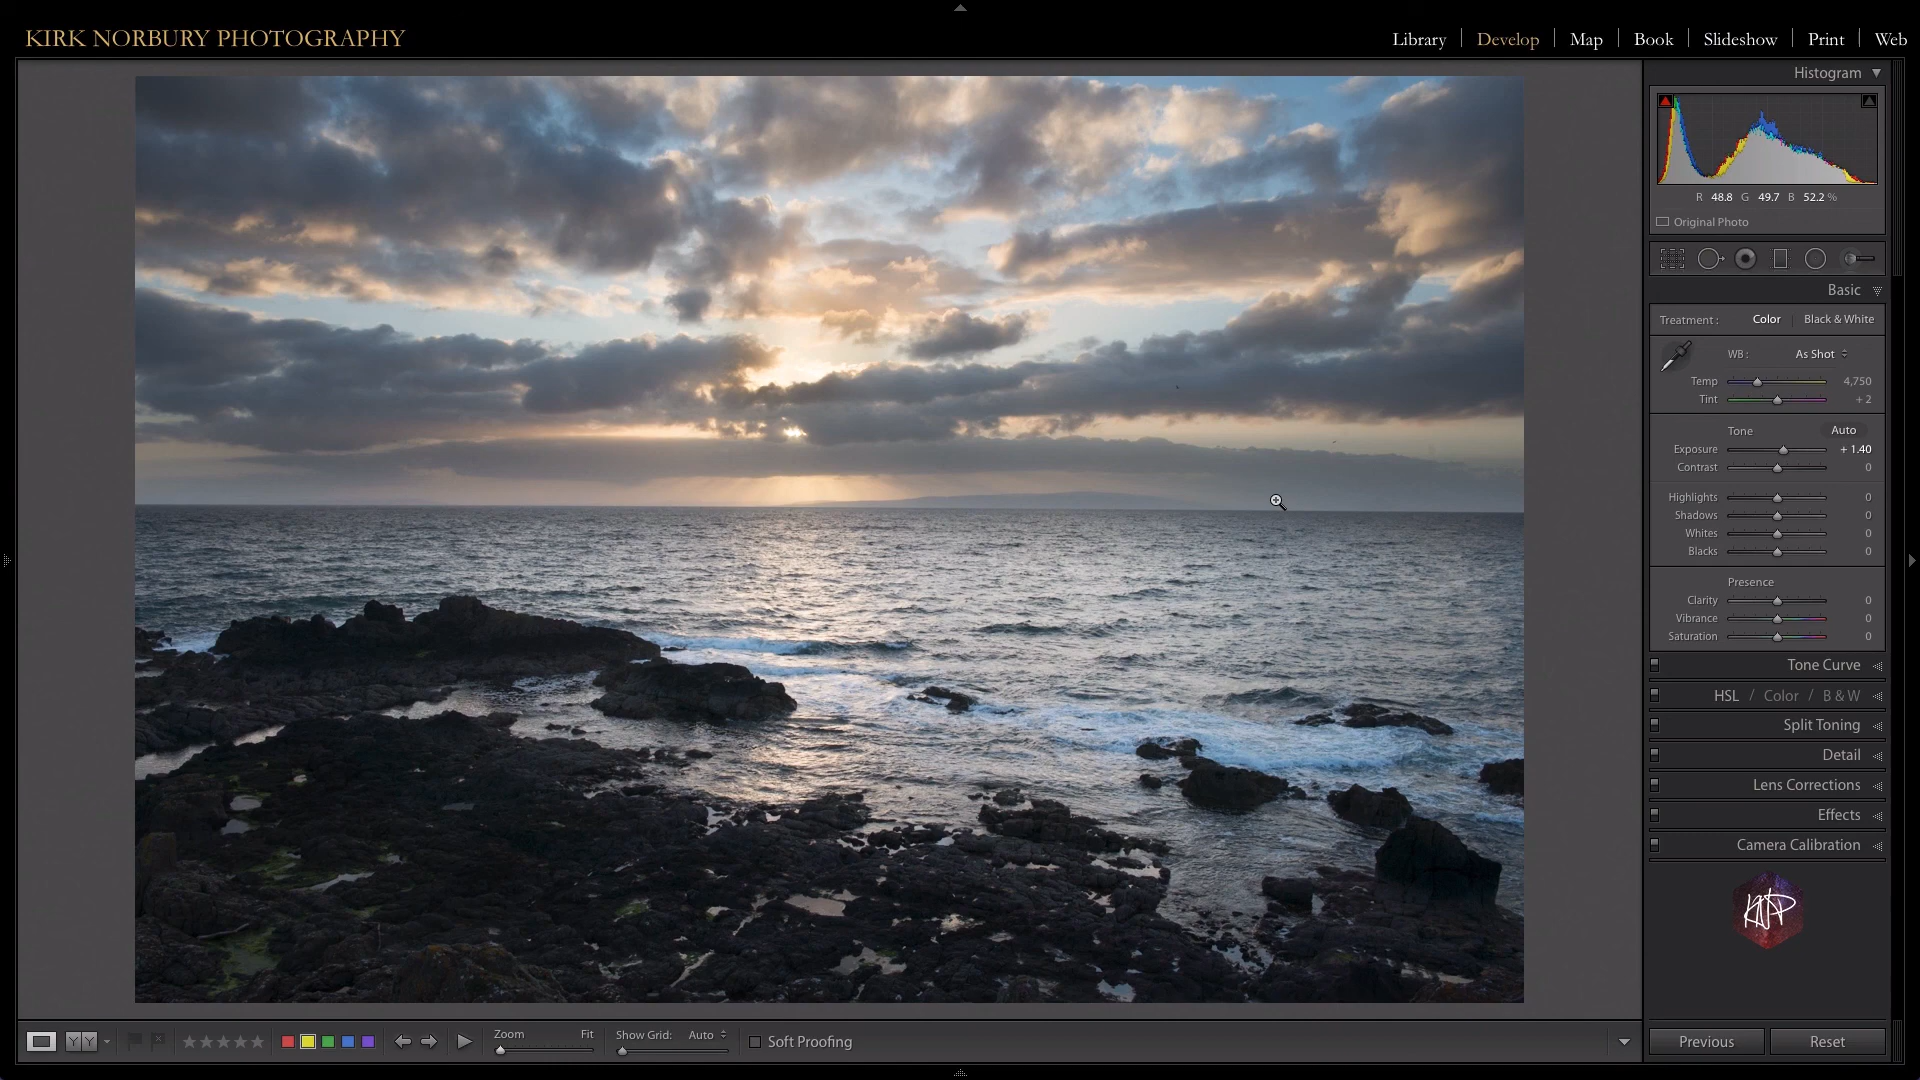 KIRK NORBURY PHOTOGRAPHY
Library | Develop | Map | Book | Slideshow | Print | Web
Histogram
R 48.8 G 49.7 B 52.2 %
Original Photo
Basic
Treatment : Color Black & White
WB : As Shot
Temp 4,750
Tint + 2
Tone Auto
Exposure + 1.40
Contrast 0
Highlights 0
Shadows 0
Whites 0
Blacks 0
Presence
Clarity 0
Vibrance 0
Saturation 0
Tone Curve
HSL / Color / B & W
Split Toning
Detail
Lens Corrections
Effects
Camera Calibration
KNP
Y Y Zoom Fit Show Grid: Auto Soft Proofing Previous Reset